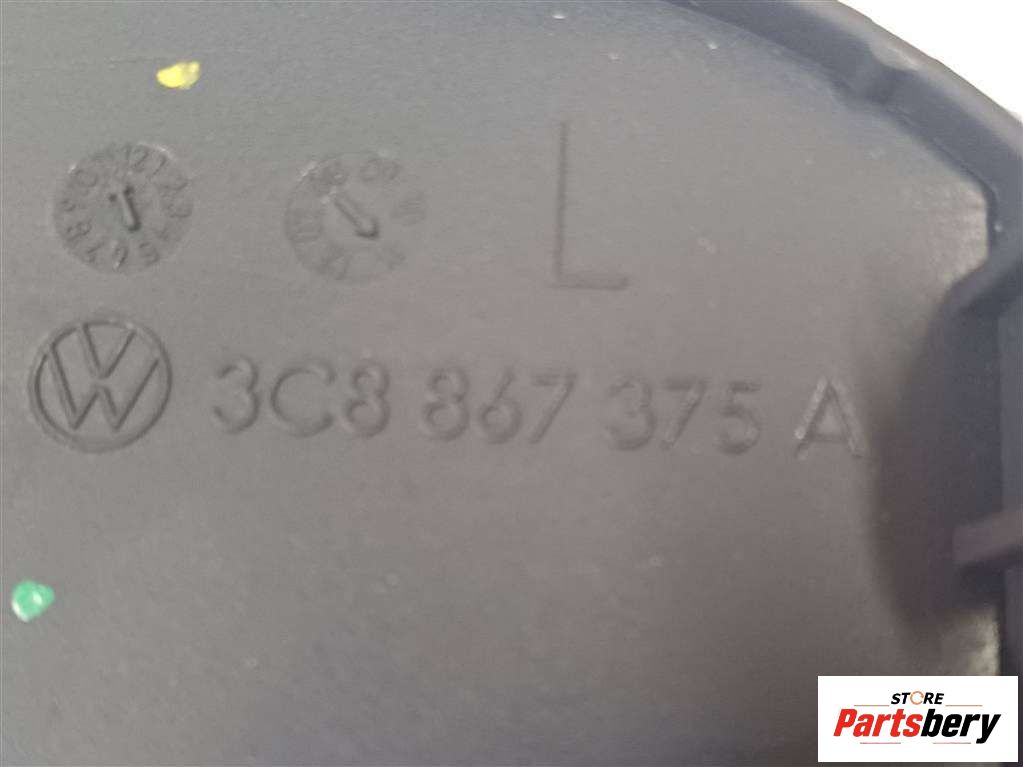 L
3C8 867 375 A
STORE
Partsbery